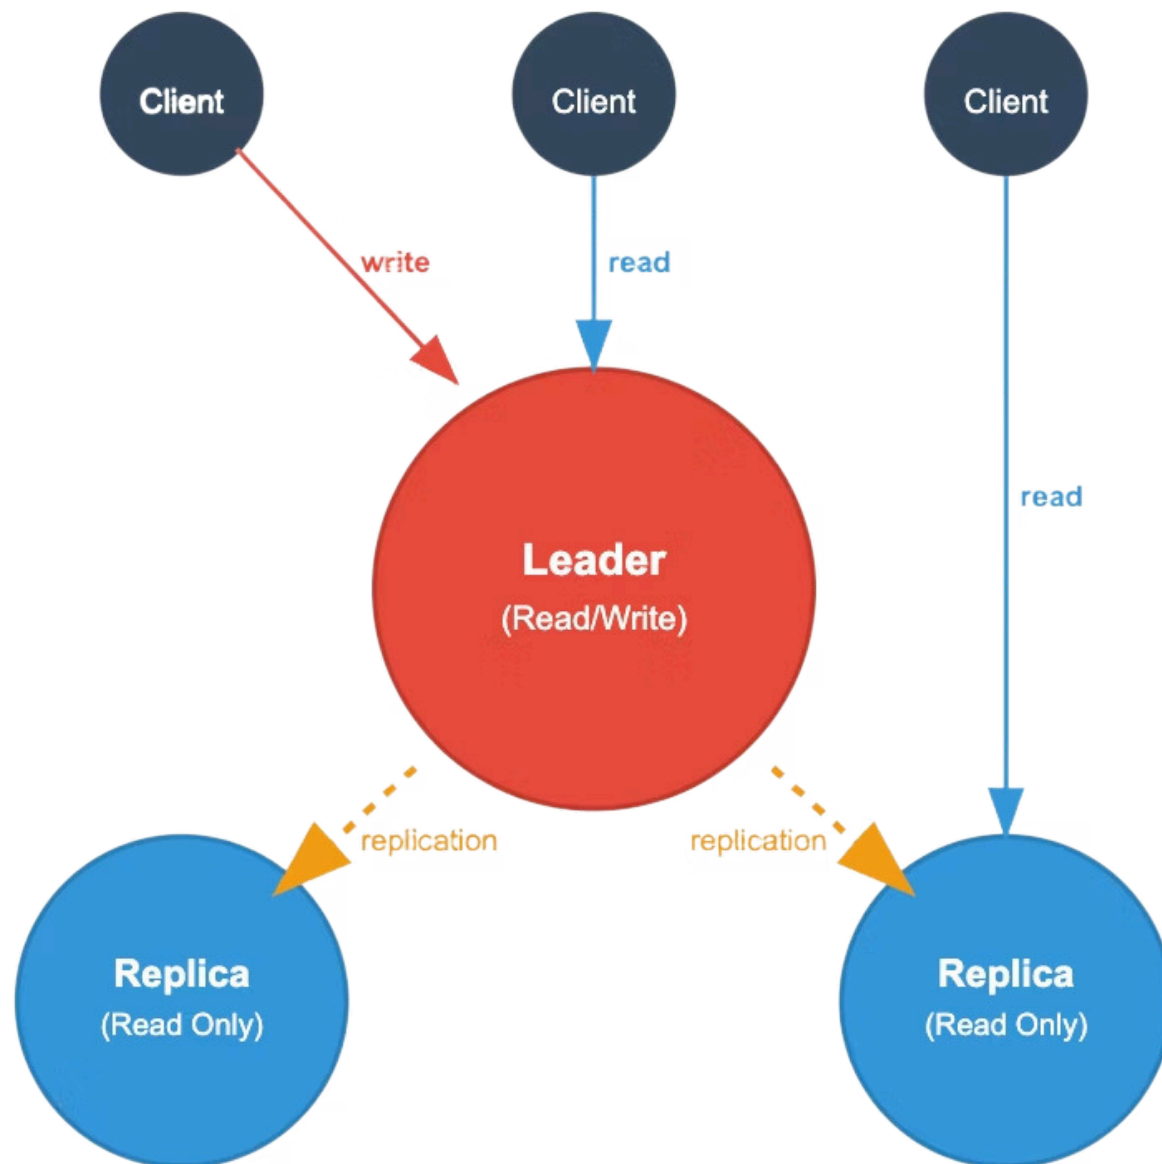 Client
Client
Client
write
read
read
Leader
(Read/Write)
replication
replication
Replica
(Read Only)
Replica
(Read Only)